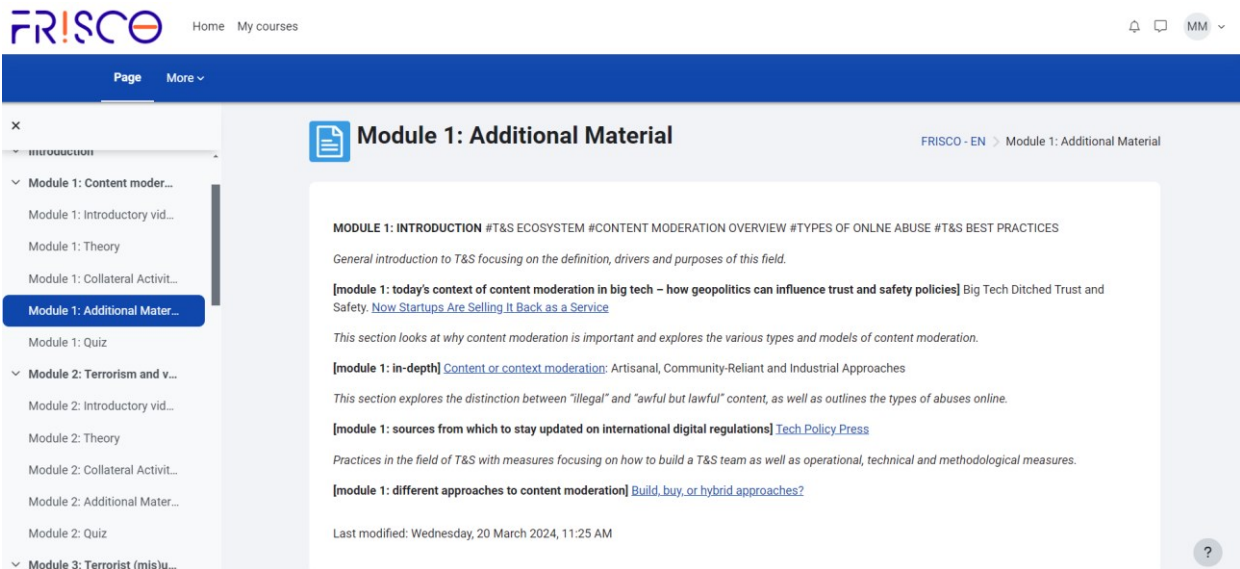 FR!SCO
Home My courses
MM
Page More
Introduction
Module 1: Content moder...
Module 1: Introductory vid...
Module 1: Theory
Module 1: Collateral Activit...
Module 1: Additional Mater...
Module 1: Quiz
Module 2: Terrorism and v...
Module 2: Introductory vid...
Module 2: Theory
Module 2: Collateral Activit...
Module 2: Additional Mater...
Module 2: Quiz
Module 3: Terrorist (mis)u...
Module 1: Additional Material
FRISCO - EN > Module 1: Additional Material
MODULE 1: INTRODUCTION #T&S ECOSYSTEM #CONTENT MODERATION OVERVIEW #TYPES OF ONLNE ABUSE #T&S BEST PRACTICES
General introduction to T&S focusing on the definition, drivers and purposes of this field.
[module 1: today's context of content moderation in big tech – how geopolitics can influence trust and safety policies] Big Tech Ditched Trust and
Safety. Now Startups Are Selling It Back as a Service
This section looks at why content moderation is important and explores the various types and models of content moderation.
[module 1: in-depth] Content or context moderation: Artisanal, Community-Reliant and Industrial Approaches
This section explores the distinction between "illegal" and "awful but lawful" content, as well as outlines the types of abuses online.
[module 1: sources from which to stay updated on international digital regulations] Tech Policy Press
Practices in the field of T&S with measures focusing on how to build a T&S team as well as operational, technical and methodological measures.
[module 1: different approaches to content moderation] Build, buy, or hybrid approaches?
Last modified: Wednesday, 20 March 2024, 11:25 AM
?